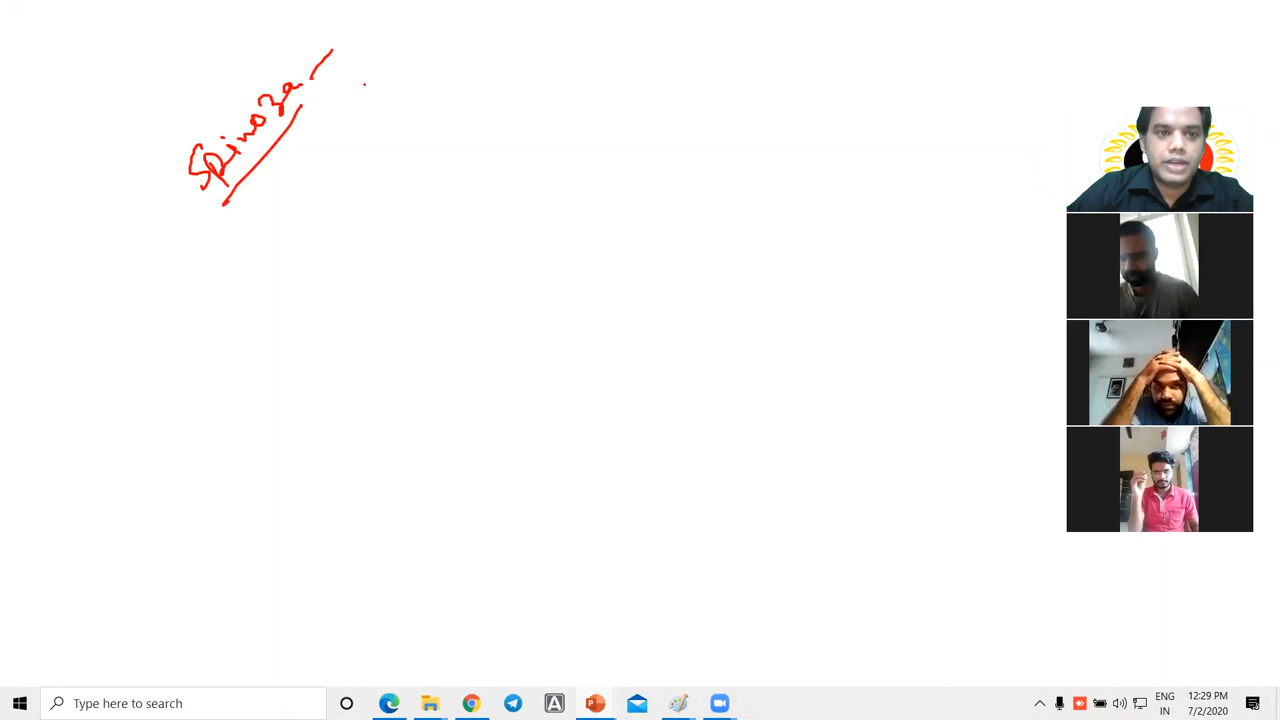 Spinoza
Type here to search
A
P
ENG
IN
12:29 PM
7/2/2020